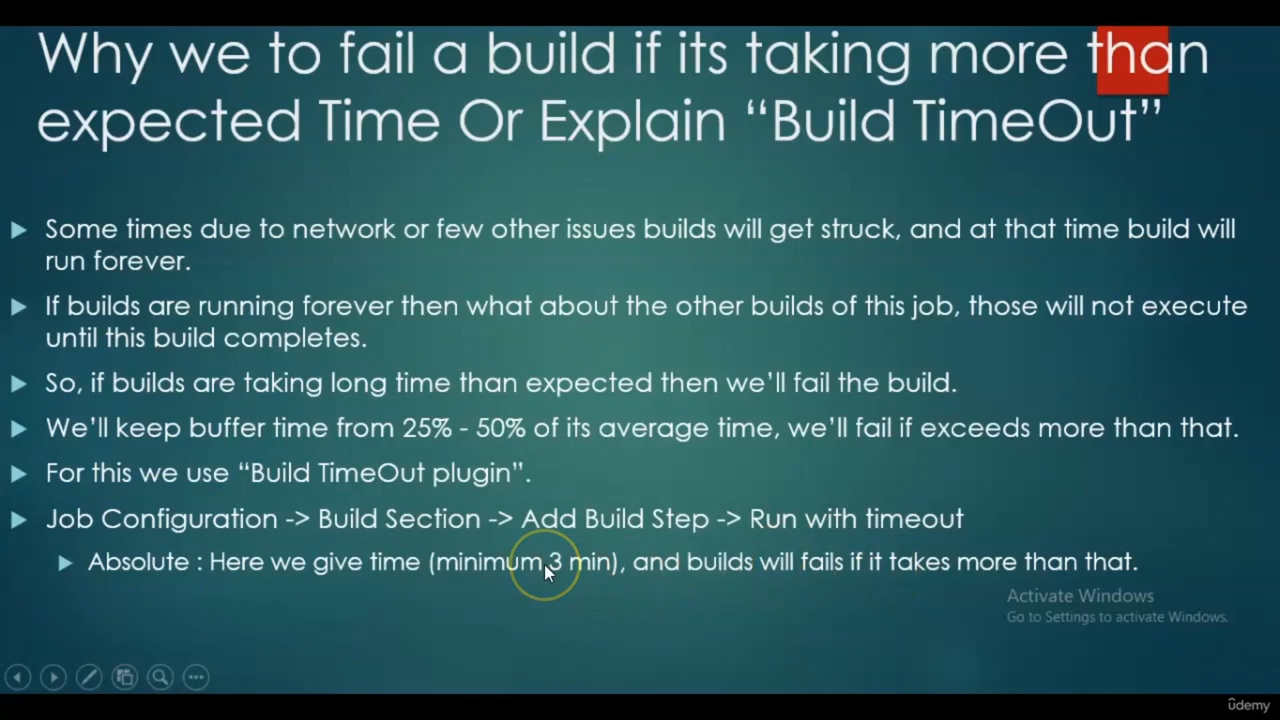 Why we to fail a build if its taking more than
expected Time Or Explain “Build TimeOut”
Some times due to network or few other issues builds will get struck, and at that time build will
run forever.
If builds are running forever then what about the other builds of this job, those will not execute
until this build completes.
So, if builds are taking long time than expected then we’ll fail the build.
We’ll keep buffer time from 25% - 50% of its average time, we’ll fail if exceeds more than that.
For this we use “Build TimeOut plugin”.
Job Configuration -> Build Section -> Add Build Step -> Run with timeout
Absolute : Here we give time (minimum 3 min), and builds will fails if it takes more than that.
Activate Windows
Go to Settings to activate Windows.
ûdemy